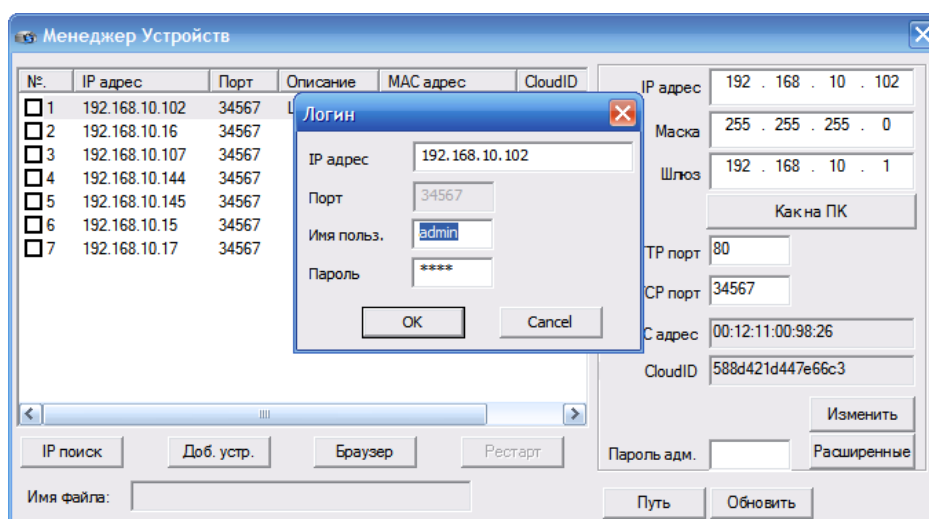 Менеджер Устройств
№. IP адрес Порт Описание MAC адрес CloudID
1 192.168.10.102 34567
2 192.168.10.16 34567
3 192.168.10.107 34567
4 192.168.10.144 34567
5 192.168.10.145 34567
6 192.168.10.15 34567
7 192.168.10.17 34567
Логин
IP адрес 192.168.10.102
Порт 34567
Имя польз. admin
Пароль ****
OK Cancel
IP адрес 192 . 168 . 10 . 102
Маска 255 . 255 . 255 . 0
Шлюз 192 . 168 . 10 . 1
Как на ПК
TP порт 80
CP порт 34567
C адрес 00:12:11:00:98:26
CloudID 588d421d447e66c3
Изменить
IP поиск Доб. устр. Браузер Рестарт
Пароль адм. Расширенные
Имя файла:
Путь Обновить